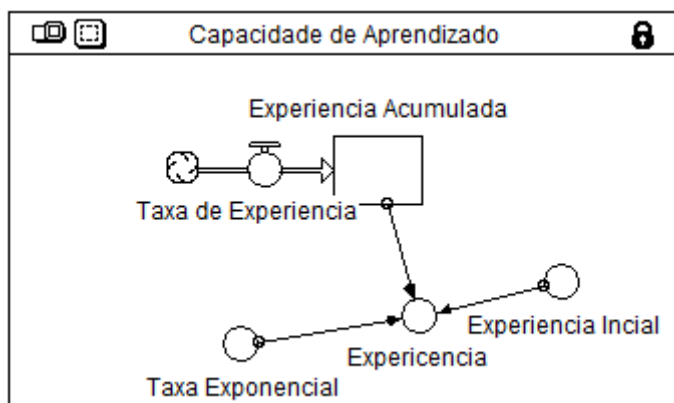 Capacidade de Aprendizado
Experiencia Acumulada
Taxa de Experiencia
Experiencia Incial
Expericencia
Taxa Exponencial